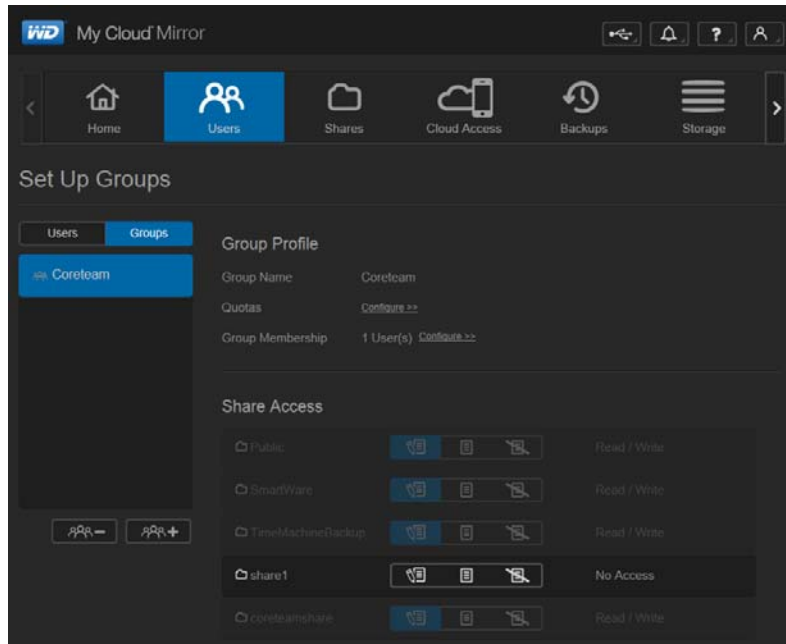 WD My Cloud Mirror
?
Home Users Shares Cloud Access Backups Storage
Set Up Groups
Users Groups
Coreteam
Group Profile
Group Name Coreteam
Quotas Configure >>
Group Membership 1 User(s) Configure >>
Share Access
Public Read / Write
SmartWare Read / Write
TimeMachineBackup Read / Write
share1 No Access
coreteamshare Read / Write